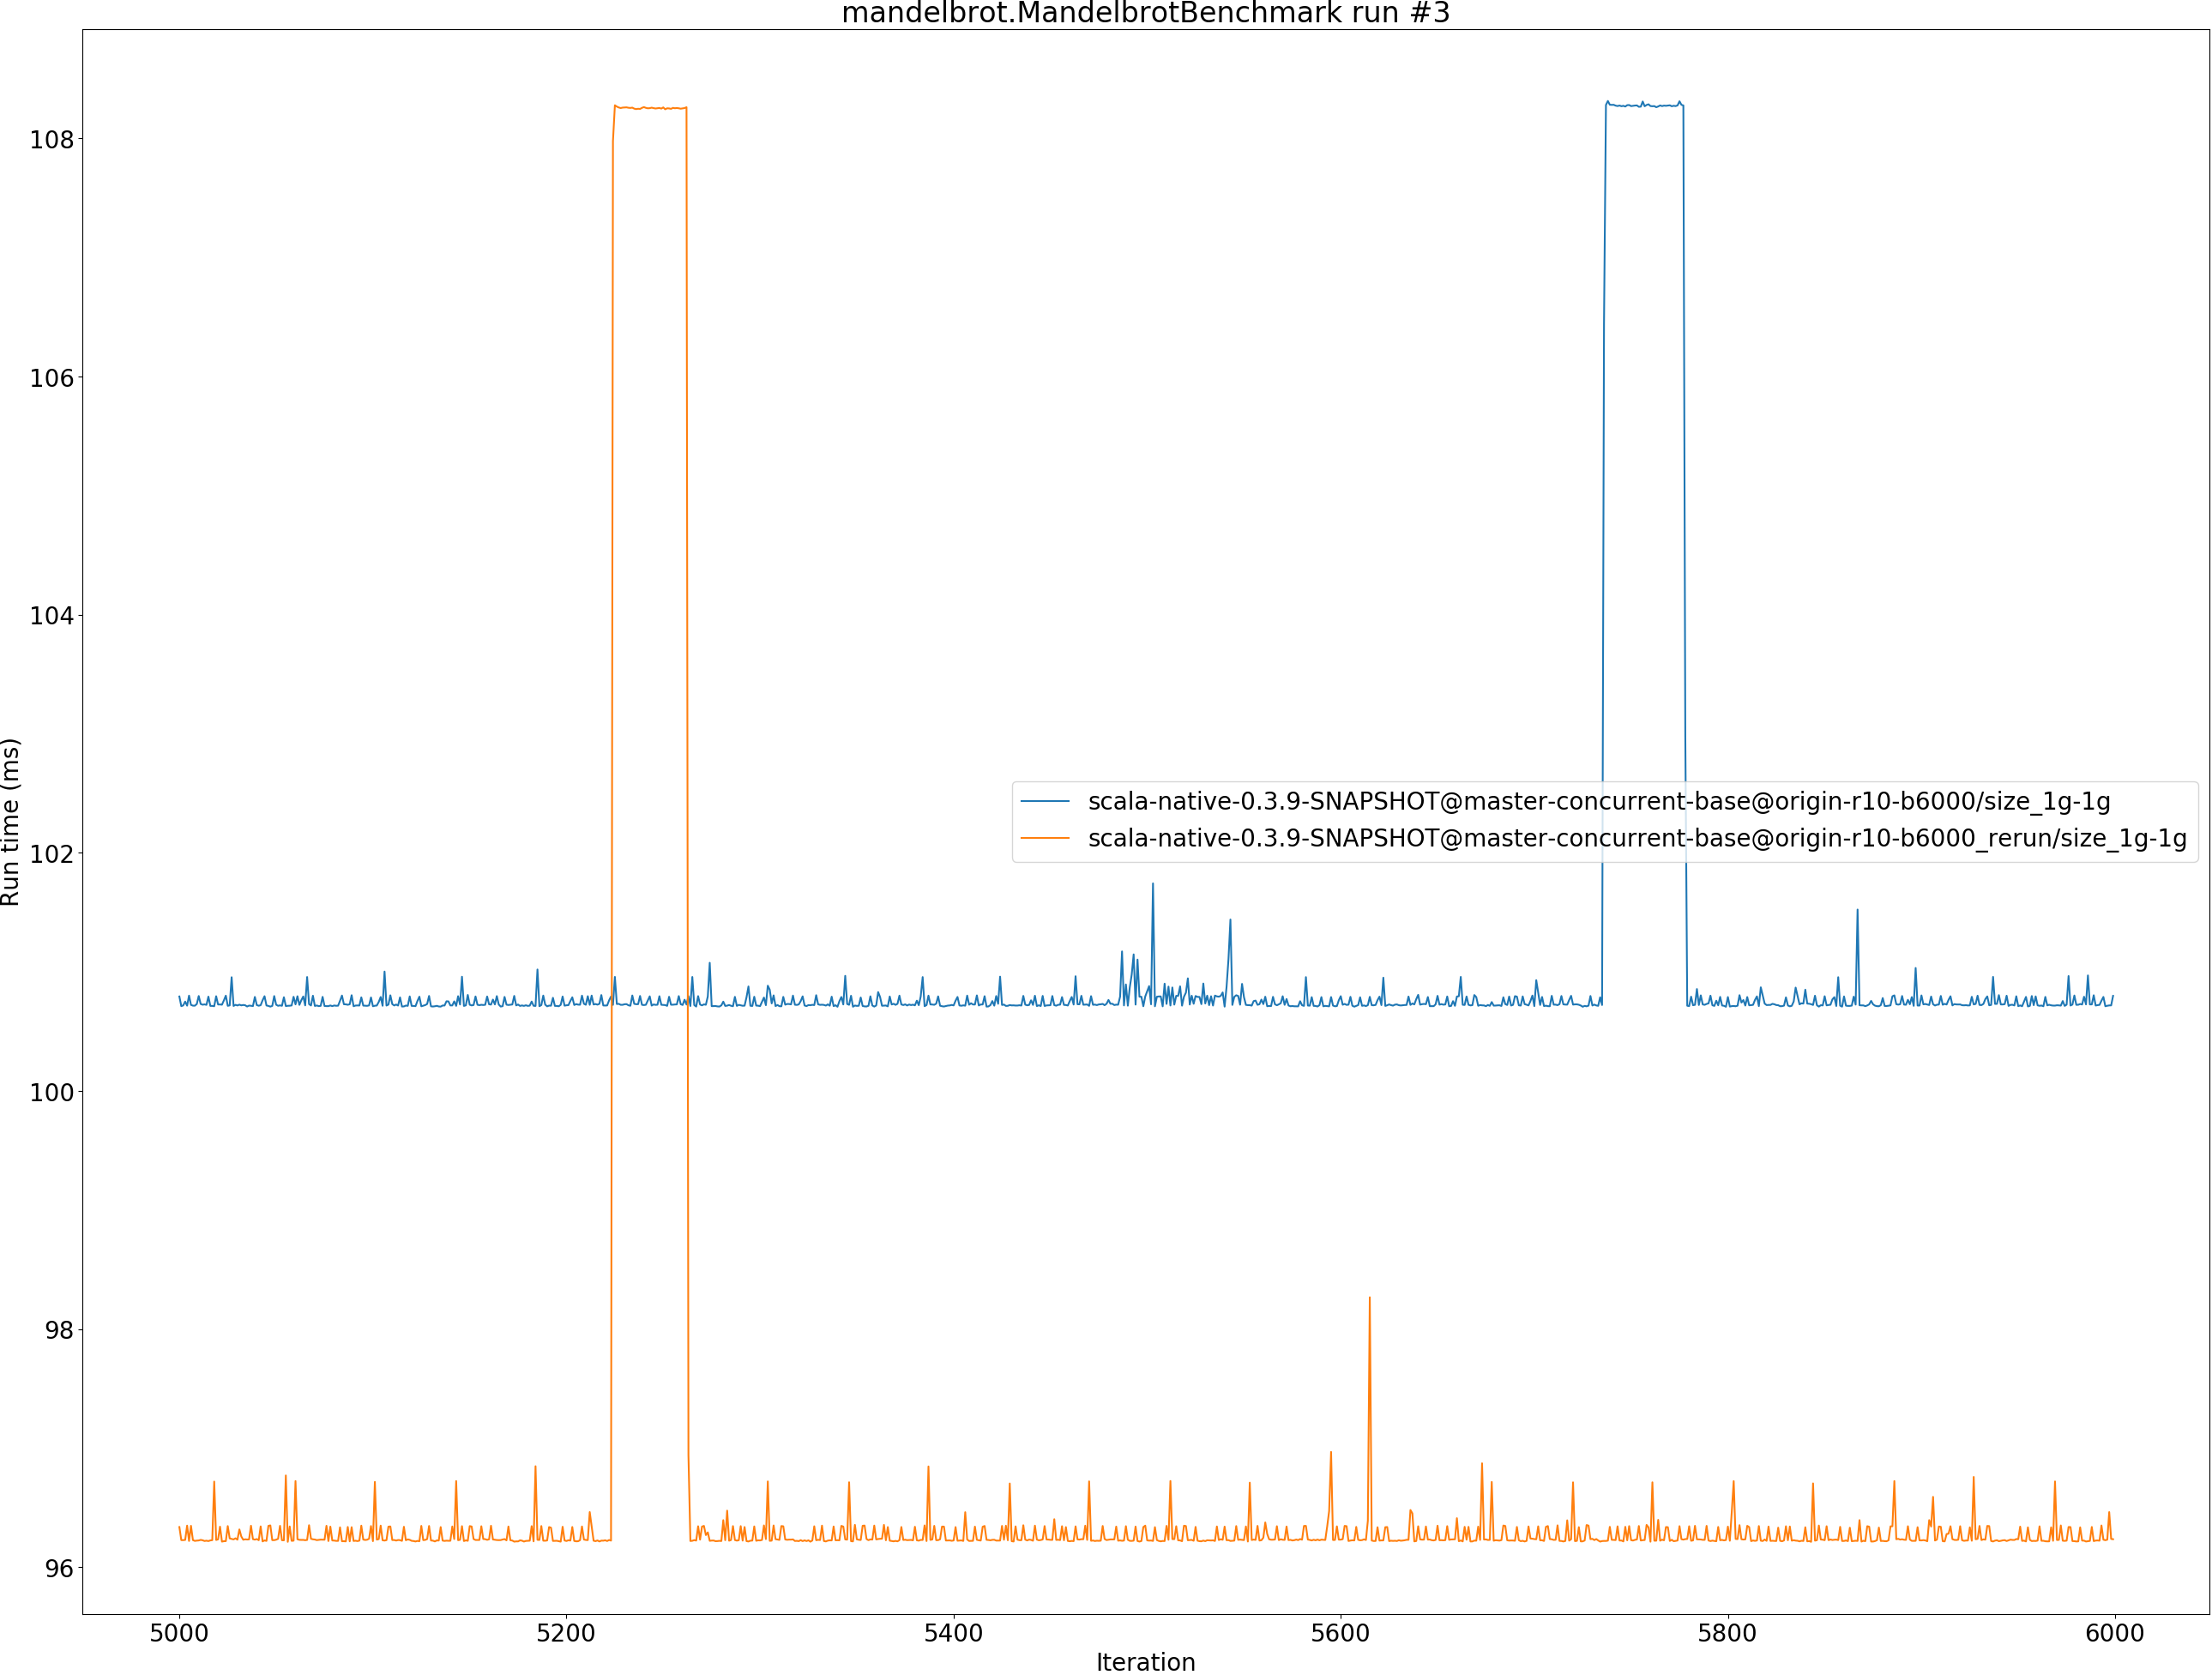 mandelbrot.MandelbrotBenchmark run #3
108
106
104
102
100
98
96
Run time (ms)
scala-native-0.3.9-SNAPSHOT@master-concurrent-base@origin-r10-b6000/size_1g-1g
scala-native-0.3.9-SNAPSHOT@master-concurrent-base@origin-r10-b6000_rerun/size_1g-1g
5000 5200 5400 5600 5800 6000
Iteration